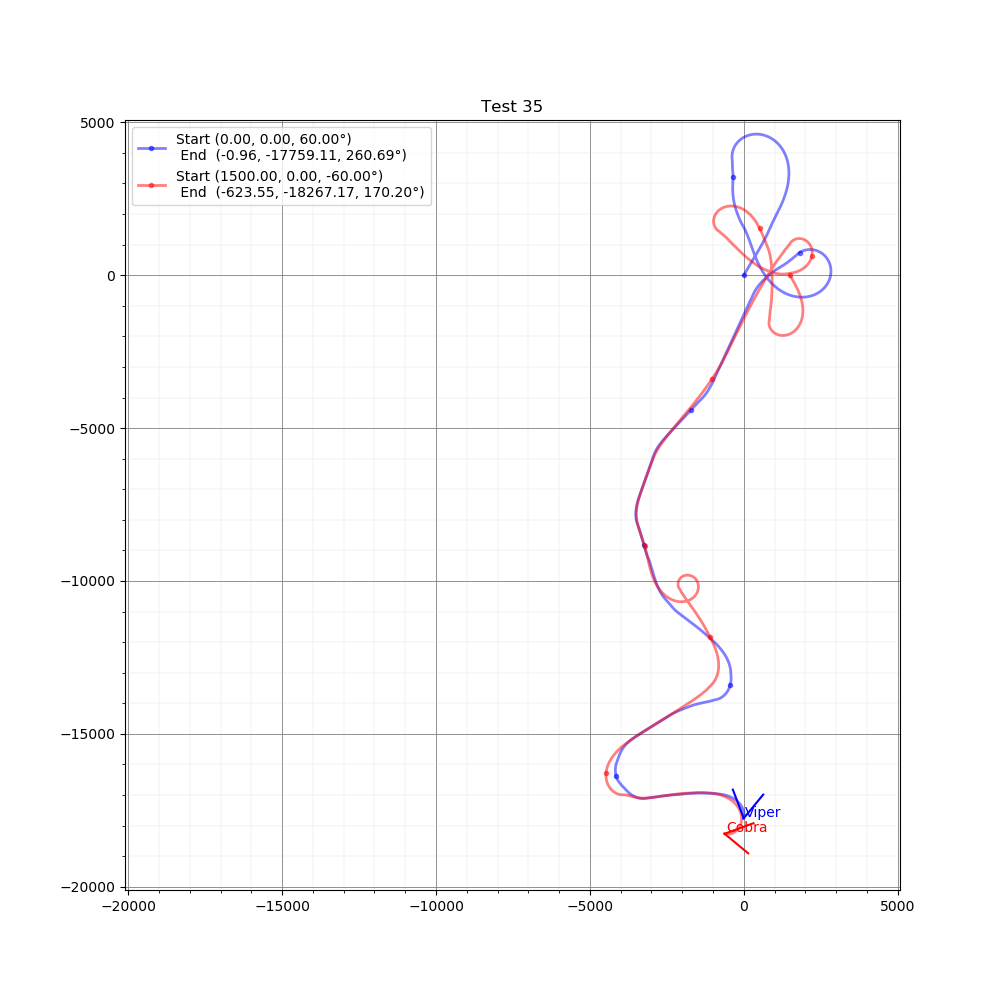 Test 35
Start (0.00, 0.00, 60.00°)
End (-0.96, -17759.11, 260.69°)
Start (1500.00, 0.00, -60.00°)
End (-623.55, -18267.17, 170.20°)
5000
0
−5000
−10000
−15000
−20000
Viper
Cobra
−20000 −15000 −10000 −5000 0 5000